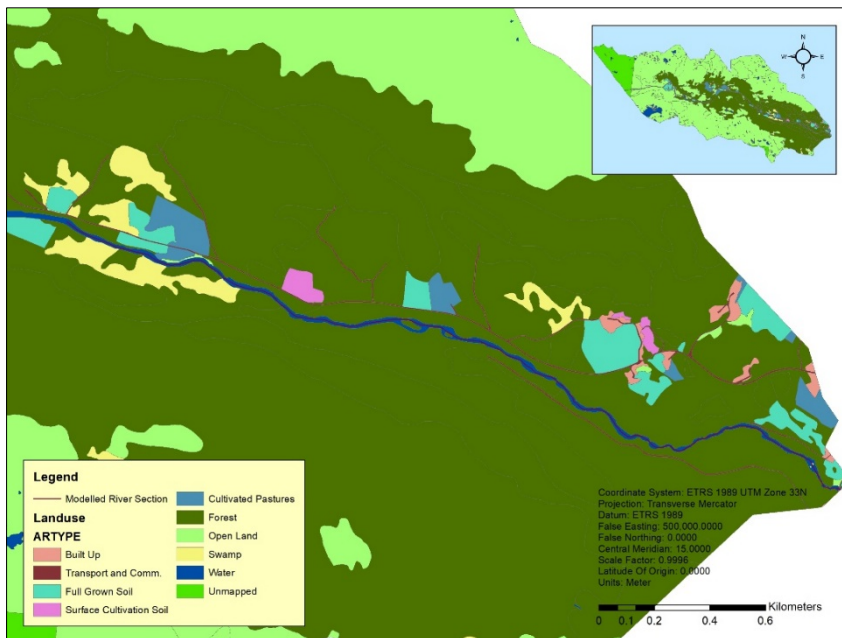 N
W E
S
Legend
Modelled River Section
Landuse
ARTYPE
Built Up
Transport and Comm.
Full Grown Soil
Surface Cultivation Soil
Cultivated Pastures
Forest
Open Land
Swamp
Water
Unmapped
Coordinate System: ETRS 1989 UTM Zone 33N
Projection: Transverse Mercator
Datum: ETRS 1989
False Easting: 500,000.0000
False Northing: 0.0000
Central Meridian: 15.0000
Scale Factor: 0.9996
Latitude Of Origin: 0.0000
Units: Meter
Kilometers
0 0.1 0.2 0.4 0.6